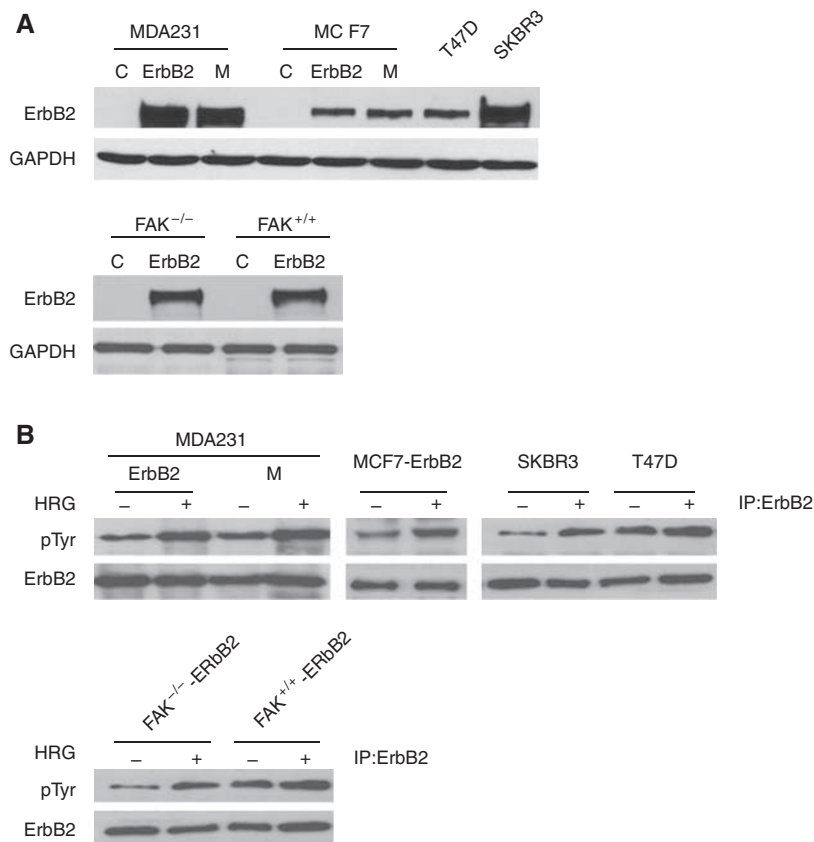 A
MDA231 MC F7 T47D SKBR3
C ErbB2 M C ErbB2 M
ErbB2
GAPDH
FAK−/− FAK+/+
C ErbB2 C ErbB2
ErbB2
GAPDH
B
MDA231
ErbB2 M MCF7-ErbB2 SKBR3 T47D
HRG − + − + − + − + − + IP:ErbB2
pTyr
ErbB2
FAK−/−-ERbB2 FAK+/+-ERbB2
HRG − + − + IP:ErbB2
pTyr
ErbB2